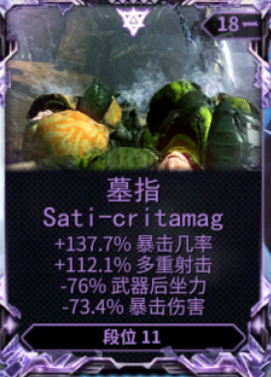 18
墓指
Sati-critamag
+137.7% 暴击几率
+112.1% 多重射击
-76% 武器后坐力
-73.4% 暴击伤害
段位 11